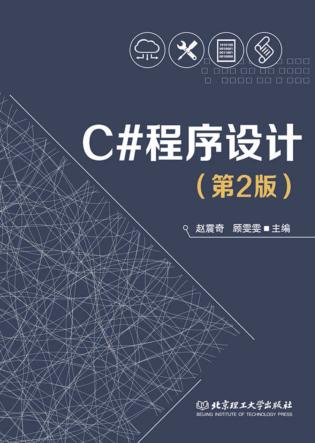 C#程序设计
（第2版）
赵震奇 顾雯雯■主编
北京理工大学出版社
BEIJING INSTITUTE OF TECHNOLOGY PRESS